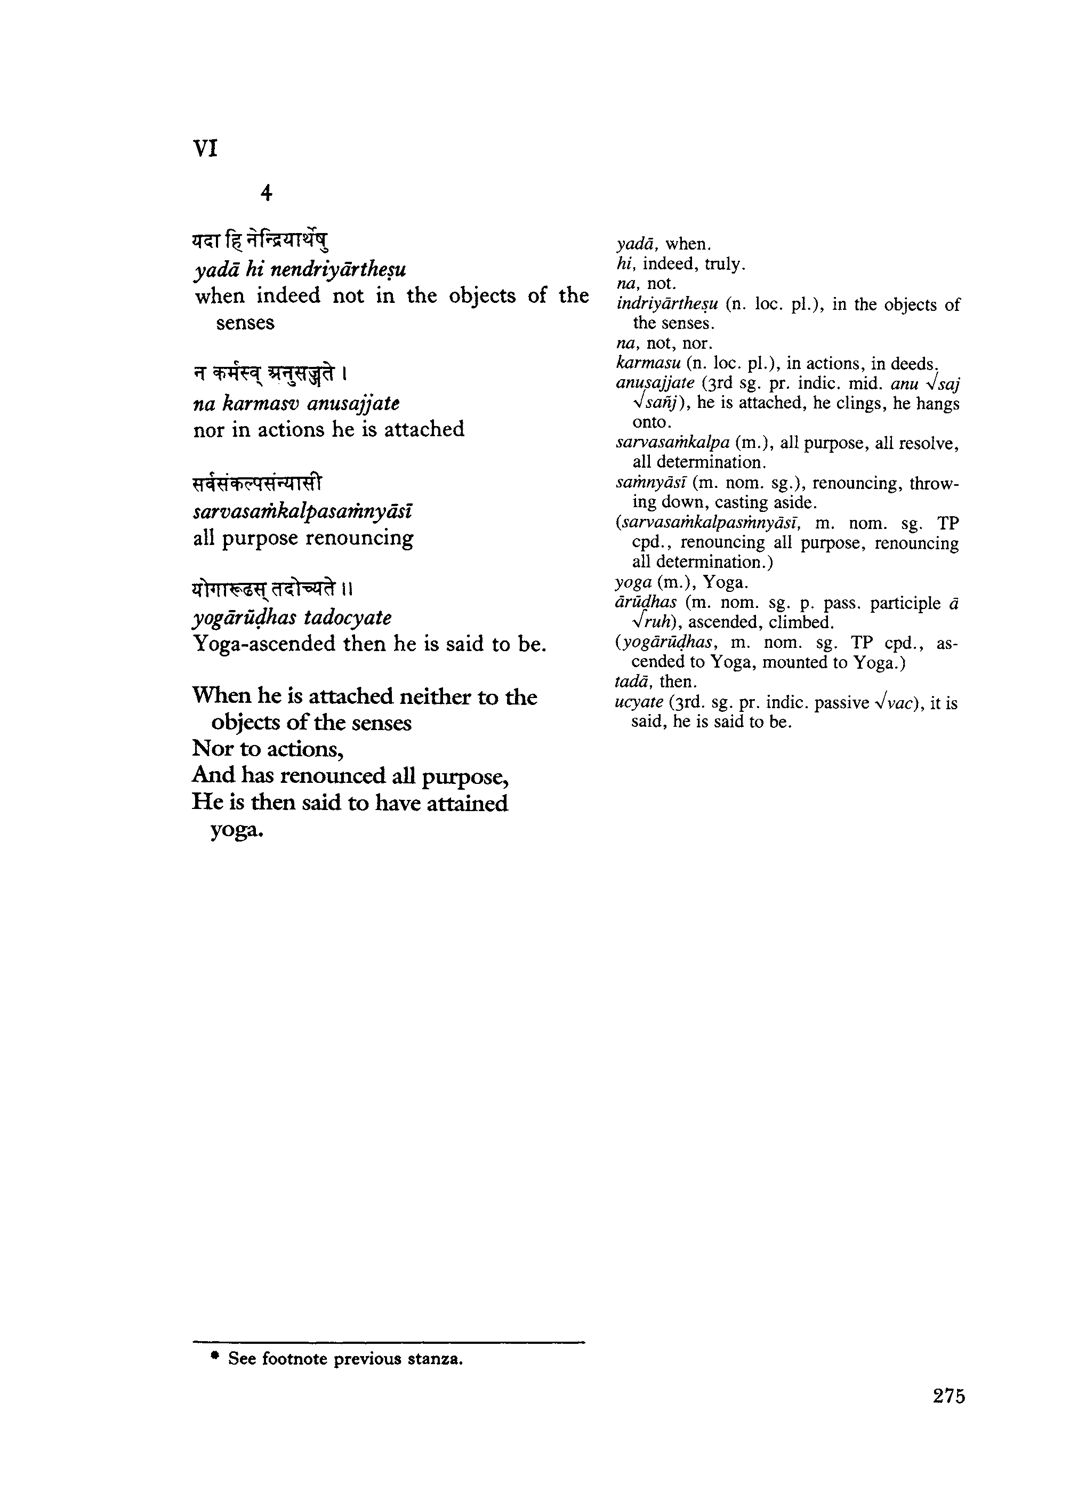 VI
4
यदा हि नेन्द्रियार्थेषु
yadā hi nendriyārtheṣu
when indeed not in the objects of the
senses
न कर्मस्व् अनुसज्जते ।
na karmasv anusajjate
nor in actions he is attached
सर्वसंकल्पसंन्यासी
sarvasaṁkalpasaṁnyāsī
all purpose renouncing
योगारूढस् तदोच्यते ॥
yogārūḍhas tadocyate
Yoga-ascended then he is said to be.
When he is attached neither to the
objects of the senses
Nor to actions,
And has renounced all purpose,
He is then said to have attained
yoga.
yadā, when.
hi, indeed, truly.
na, not.
indriyārtheṣu (n. loc. pl.), in the objects of
the senses.
na, not, nor.
karmasu (n. loc. pl.), in actions, in deeds.
anuṣajjate (3rd sg. pr. indic. mid. anu √saj
√sañj), he is attached, he clings, he hangs
onto.
sarvasaṁkalpa (m.), all purpose, all resolve,
all determination.
saṁnyāsī (m. nom. sg.), renouncing, throw-
ing down, casting aside.
(sarvasaṁkalpasṁnyāsī, m. nom. sg. TP
cpd., renouncing all purpose, renouncing
all determination.)
yoga (m.), Yoga.
ārūḍhas (m. nom. sg. p. pass. participle ā
√ruh), ascended, climbed.
(yogārūḍhas, m. nom. sg. TP cpd., as-
cended to Yoga, mounted to Yoga.)
tadā, then.
ucyate (3rd. sg. pr. indic. passive √vac), it is
said, he is said to be.
* See footnote previous stanza.
275